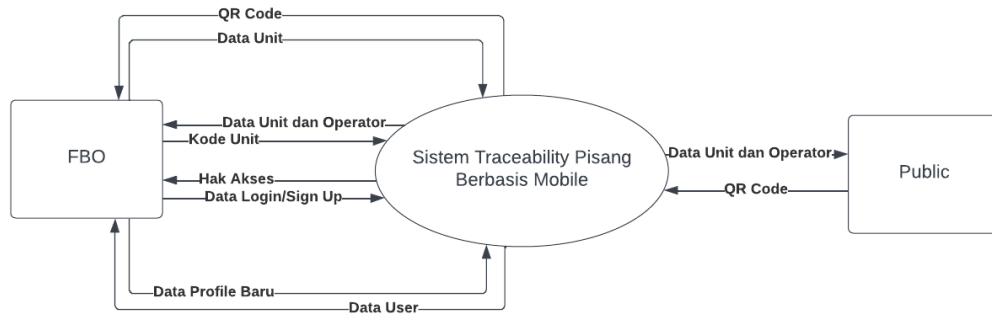 QR Code
Data Unit
Data Unit dan Operator
Kode Unit
FBO
Sistem Traceability Pisang
Berbasis Mobile
Data Unit dan Operator
Public
Hak Akses
Data Login/Sign Up
QR Code
Data Profile Baru
Data User